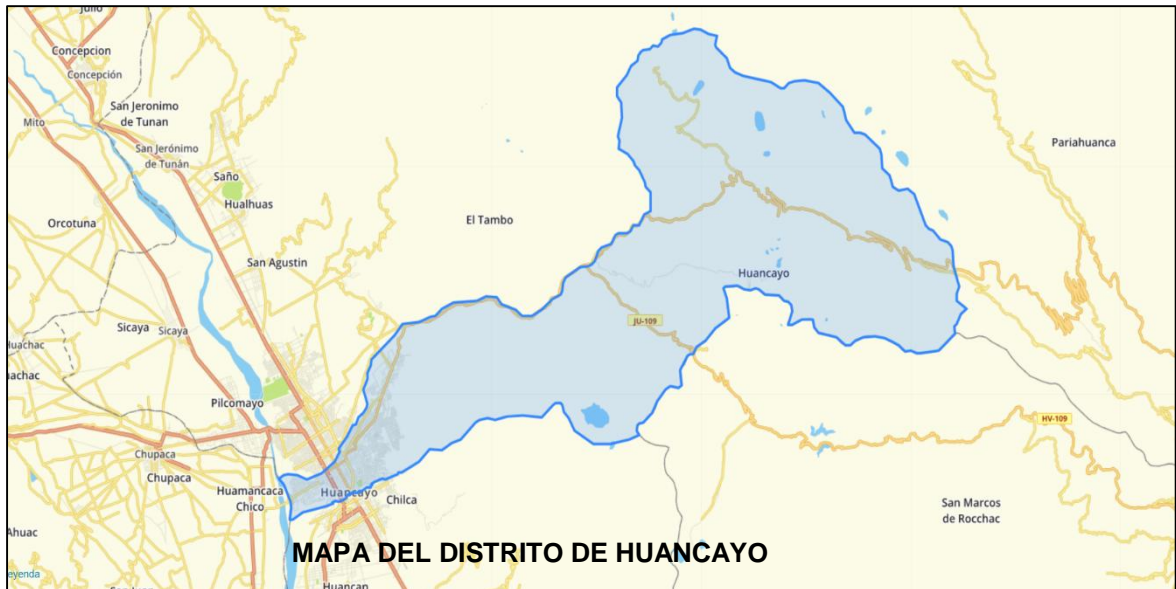 Julio
Concepcion
Concepción
San Jeronimo
de Tunan
Mito
San Jerónimo
de Tunán
Saño
Hualhuas
Orcotuna
El Tambo
Pariahuanca
San Agustin
Huancayo
JU-109
Sicaya
Sicaya
Huachac
uachac
Pilcomayo
HV-109
Chupaca
Chupaca
Huamancaca
Chico
Huancayo
Chilca
San Marcos
de Rocchac
Ahuac
MAPA DEL DISTRITO DE HUANCAYO
eyenda
Huancan